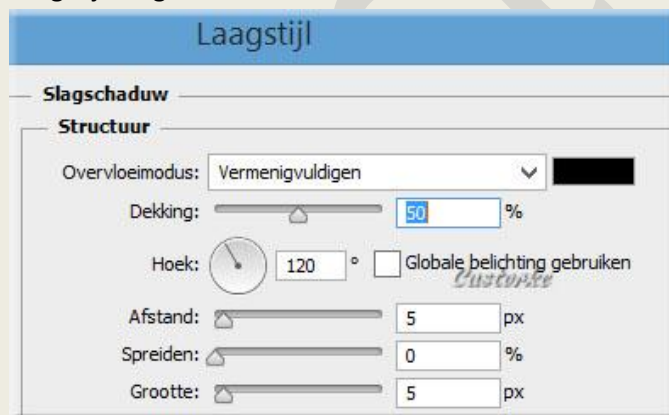 Laagstijl
Slagschaduw
Structuur
Overvloeimodus: Vermenigvuldigen
Dekking: 50 %
Hoek: 120 ° Globale belichting gebruiken
Custorke
Afstand: 5 px
Spreiden: 0 %
Grootte: 5 px